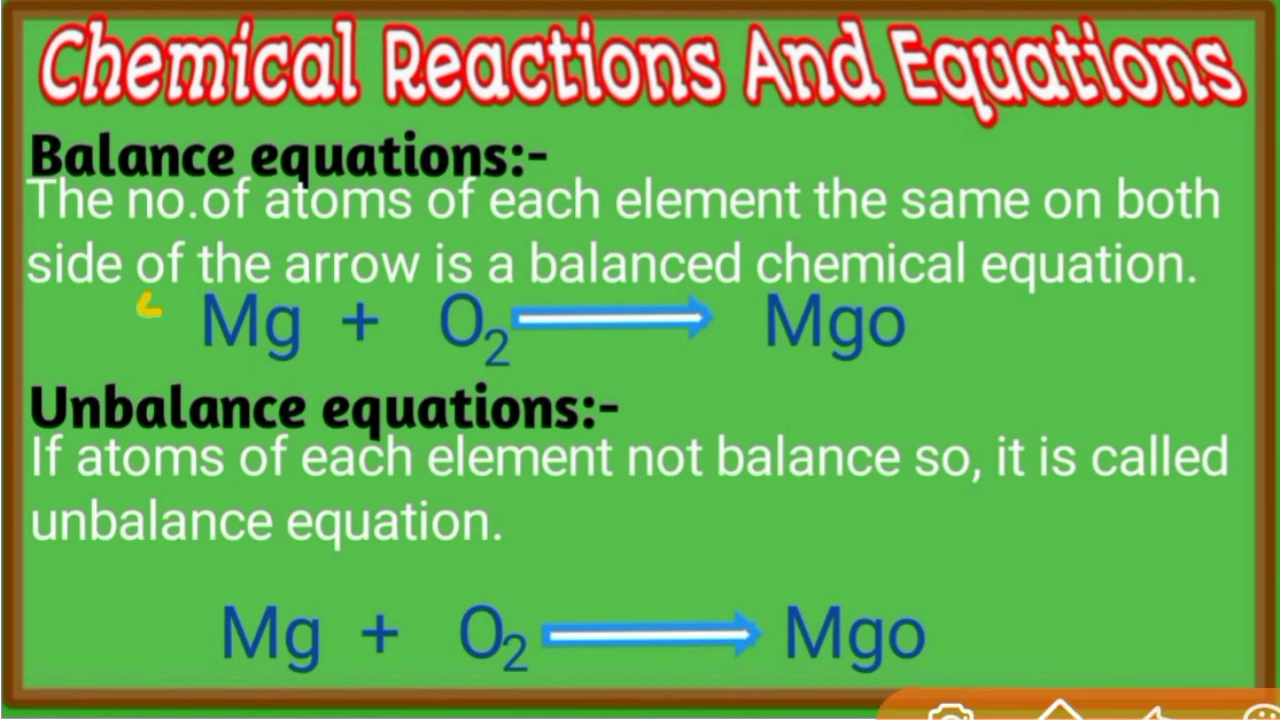 Chemical Reactions And Equations
Balance equations:-
The no.of atoms of each element the same on both
side of the arrow is a balanced chemical equation.
Mg + O₂ ⟹ Mgo
Unbalance equations:-
If atoms of each element not balance so, it is called
unbalance equation.
Mg + O₂ ⟹ Mgo